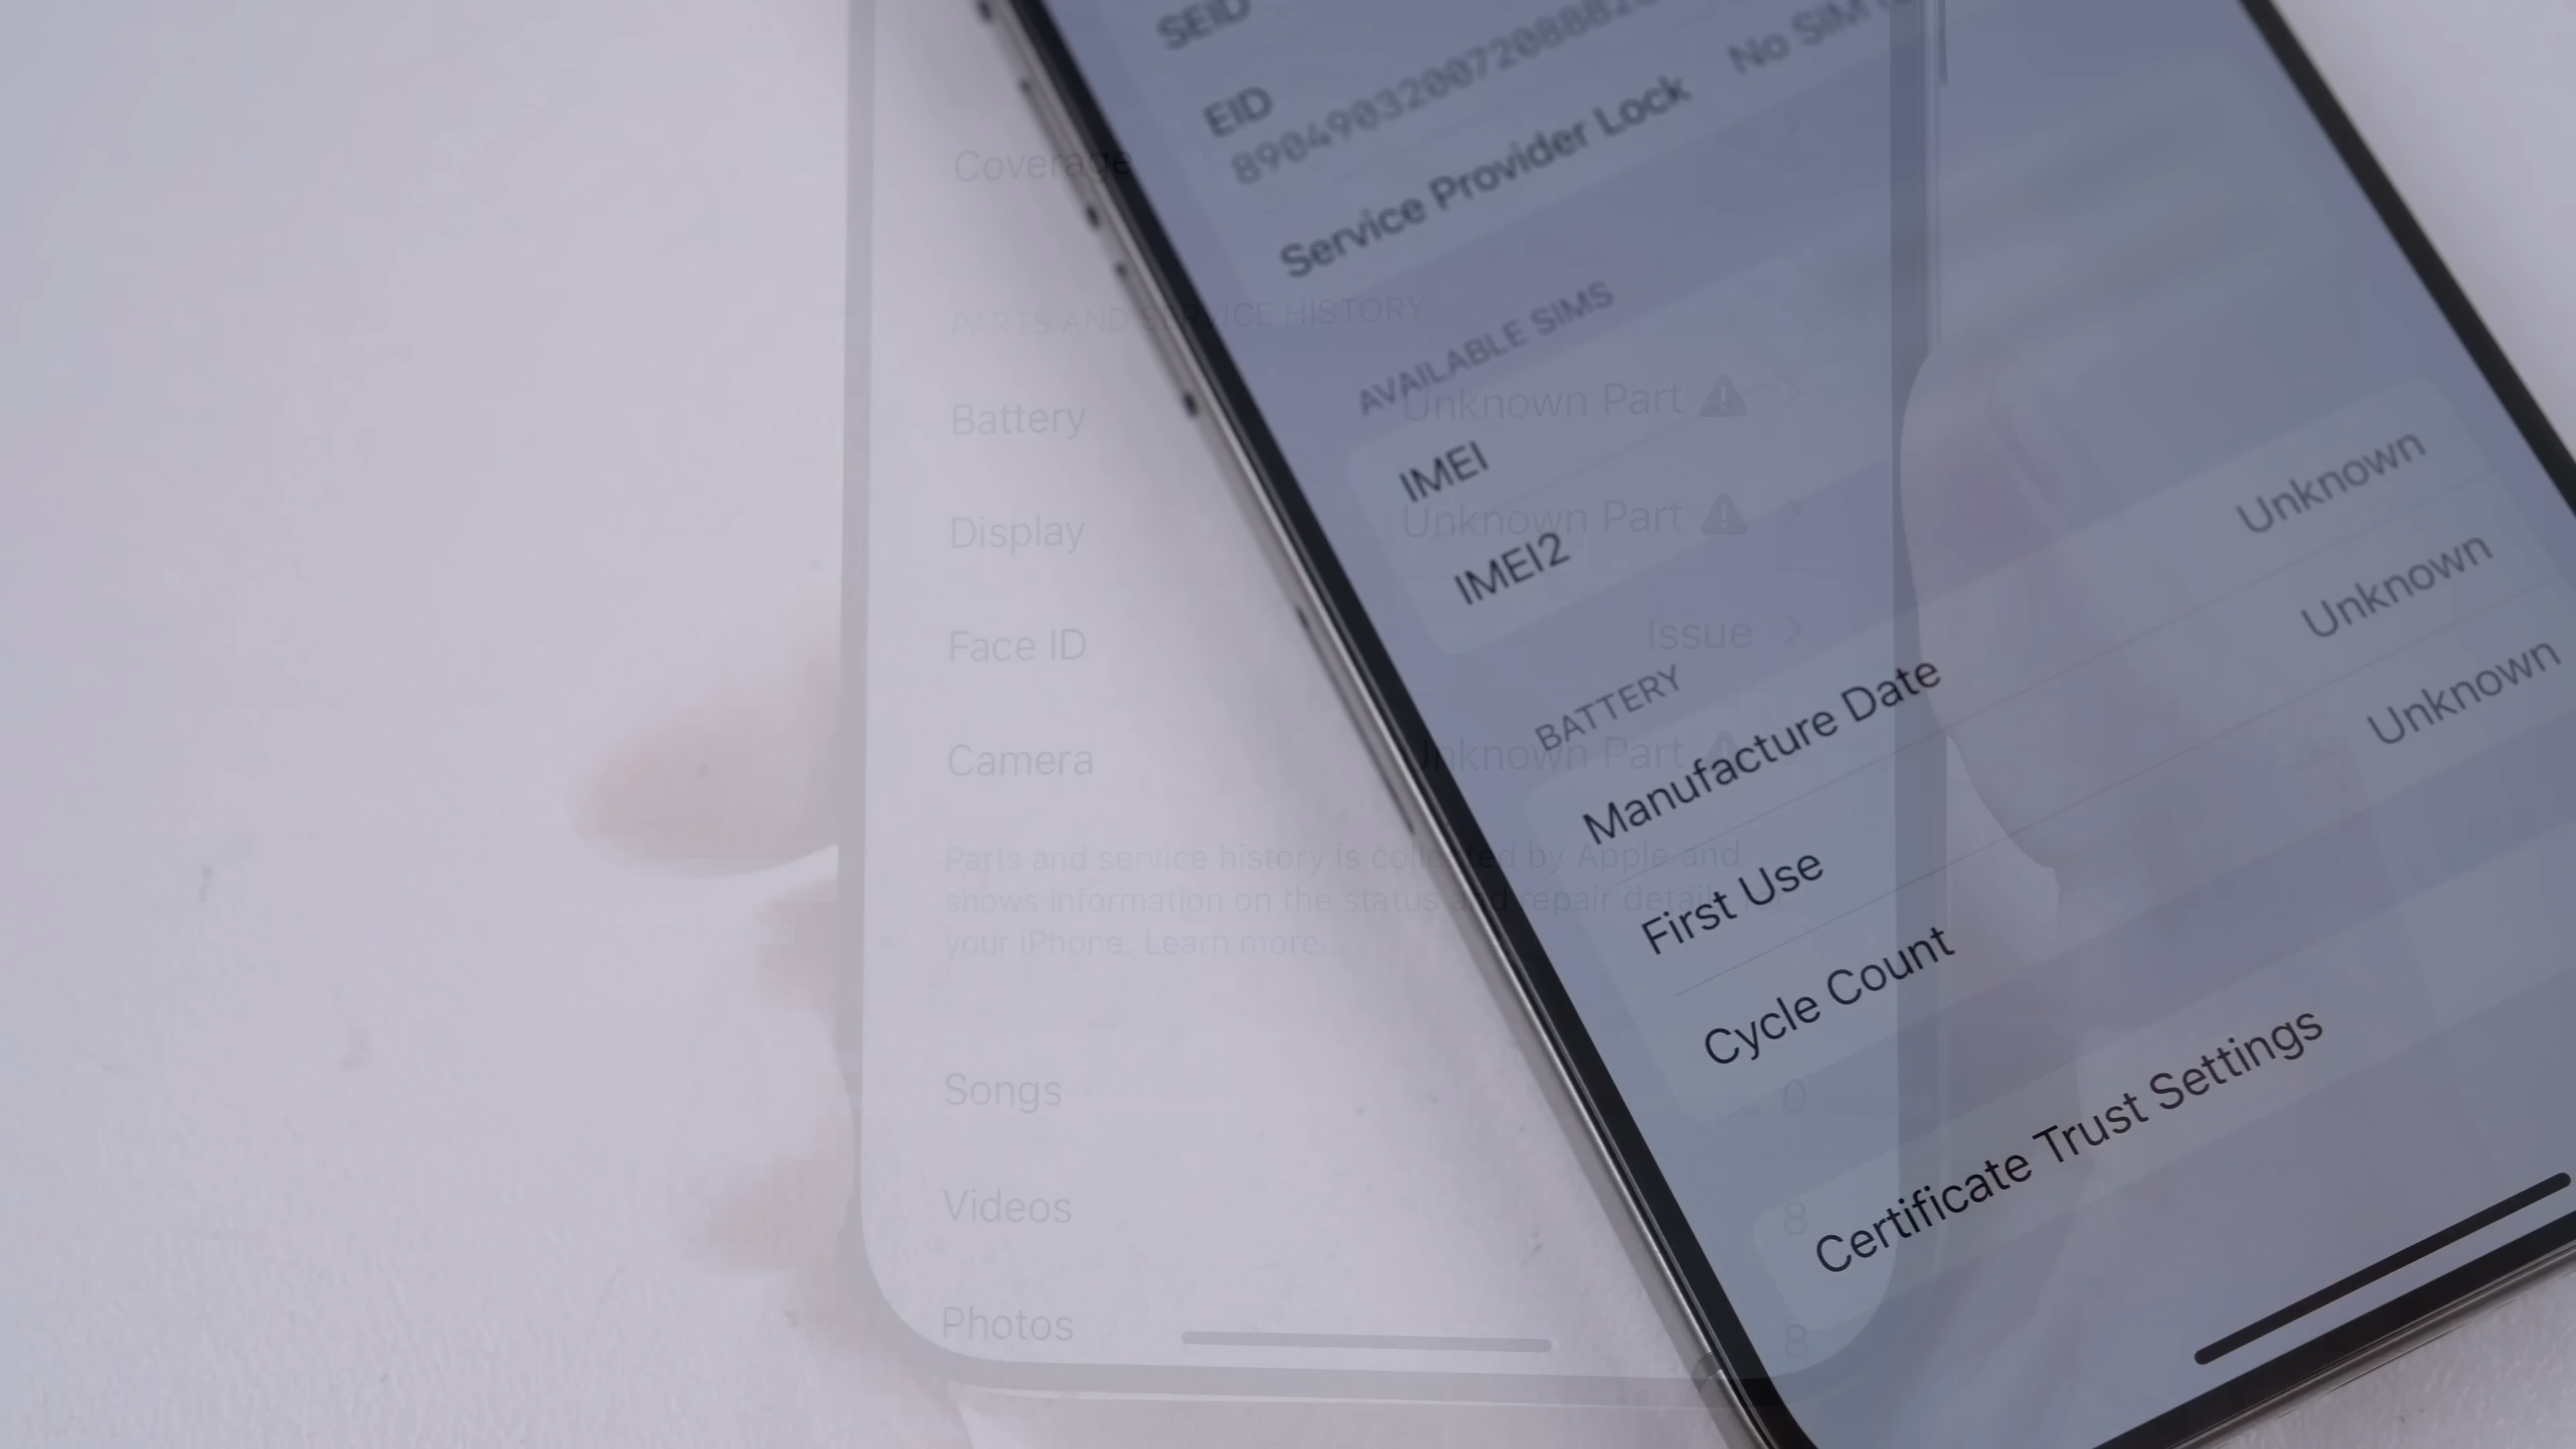 SEID
EID
Service Provider Lock No SIM
AVAILABLE SIMS
IMEI
IMEI2
BATTERY
Manufacture Date Unknown
First Use Unknown
Cycle Count Unknown
Certificate Trust Settings
Coverage
PARTS AND SERVICE HISTORY
Battery Unknown Part
Display Unknown Part
Face ID Issue
Camera Unknown Part
Parts and service history is collected by Apple and
shows information on the status and repair details for
your iPhone. Learn more...
Songs 0
Videos 8
Photos 8